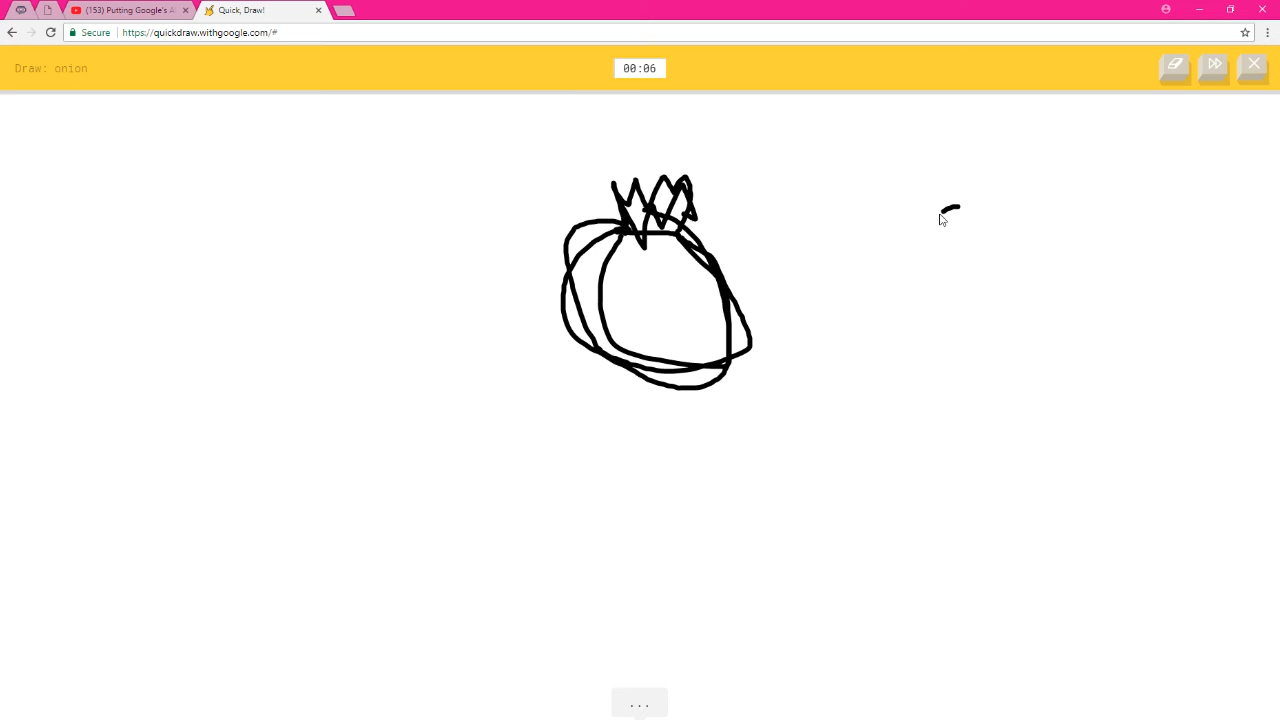 (153) Putting Google's A
Quick, Draw!
Secure
https://quickdraw.withgoogle.com/#
Draw: onion
00:06
...